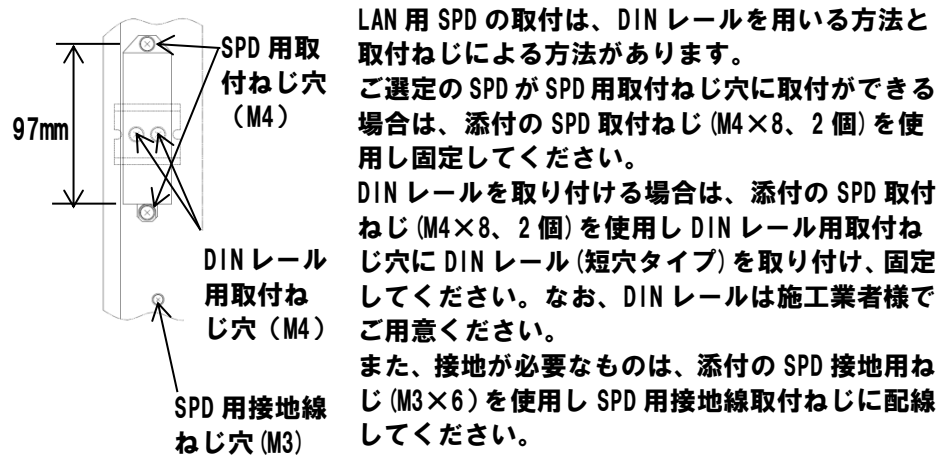 SPD用取
付ねじ穴
（M4）
97mm
DINレール
用取付ね
じ穴（M4）
SPD用接地線
ねじ穴(M3)
LAN用SPDの取付は、DINレールを用いる方法と
取付ねじによる方法があります。
ご選定のSPDがSPD用取付ねじ穴に取付ができる
場合は、添付のSPD取付ねじ(M4×8、2個)を使
用し固定してください。
DINレールを取り付ける場合は、添付のSPD取付
ねじ(M4×8、2個)を使用しDINレール用取付ね
じ穴にDINレール(短穴タイプ)を取り付け、固定
してください。なお、DINレールは施工業者様で
ご用意ください。
また、接地が必要なものは、添付のSPD接地用ね
じ(M3×6)を使用しSPD用接地線取付ねじに配線
してください。